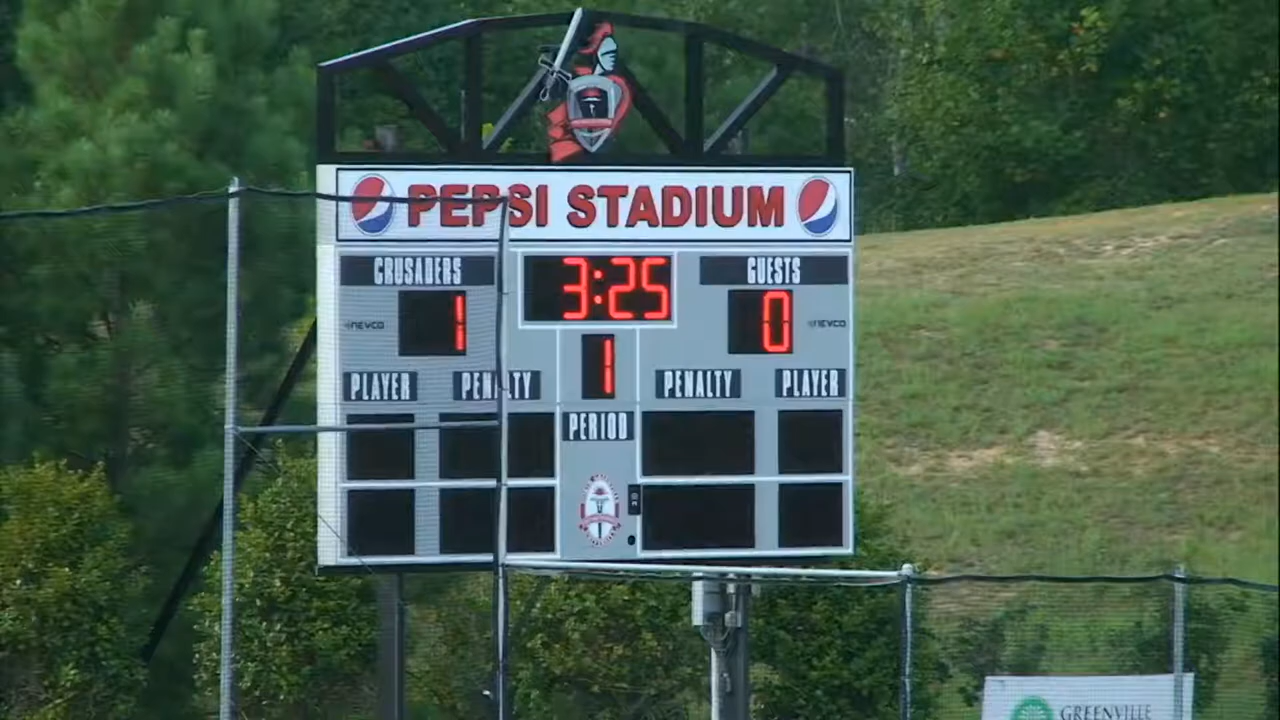 PEPSI STADIUM
CRUSADERS
3:25
GUESTS
1
0
NEVCO
NEVCO
1
PLAYER
PENALTY
PENALTY
PLAYER
PERIOD
GREENVILLE